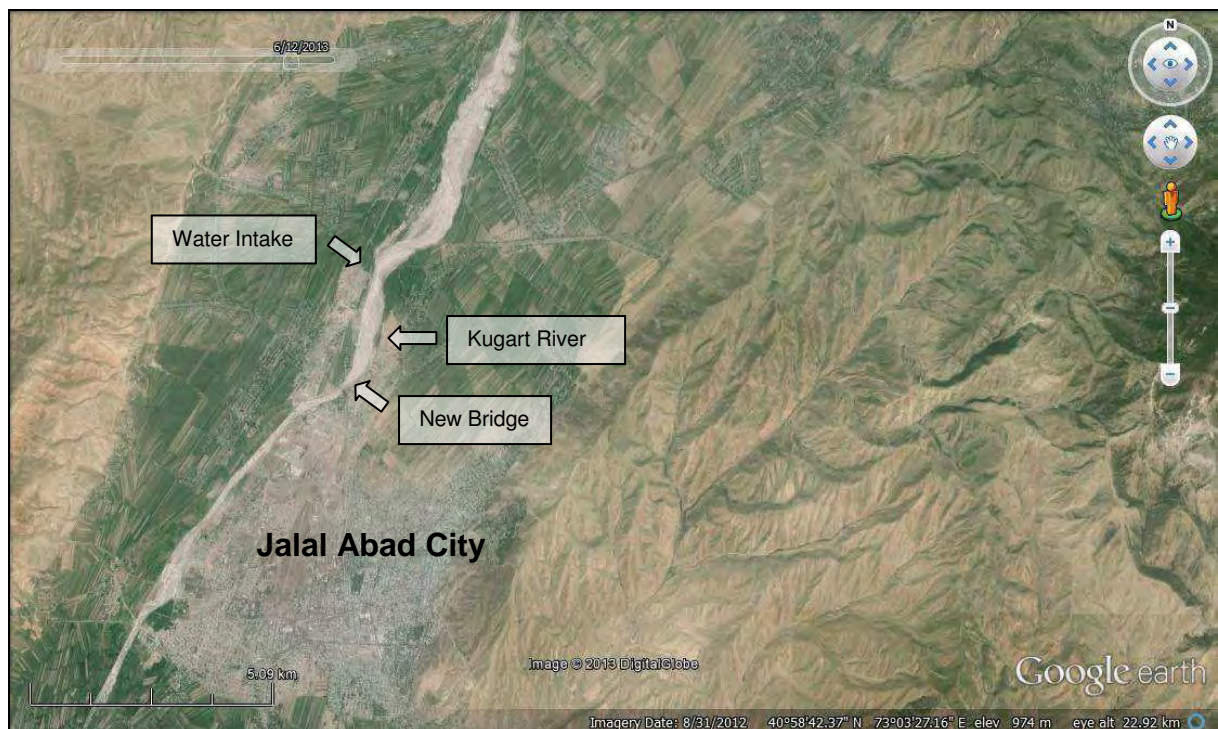 6/12/2013
N
Water Intake
Kugart River
New Bridge
Jalal Abad City
Image © 2013 DigitalGlobe
Google earth
5.09 km
Imagery Date: 8/31/2012 40°58'42.37" N 73°03'27.16" E elev 974 m eye alt 22.92 km